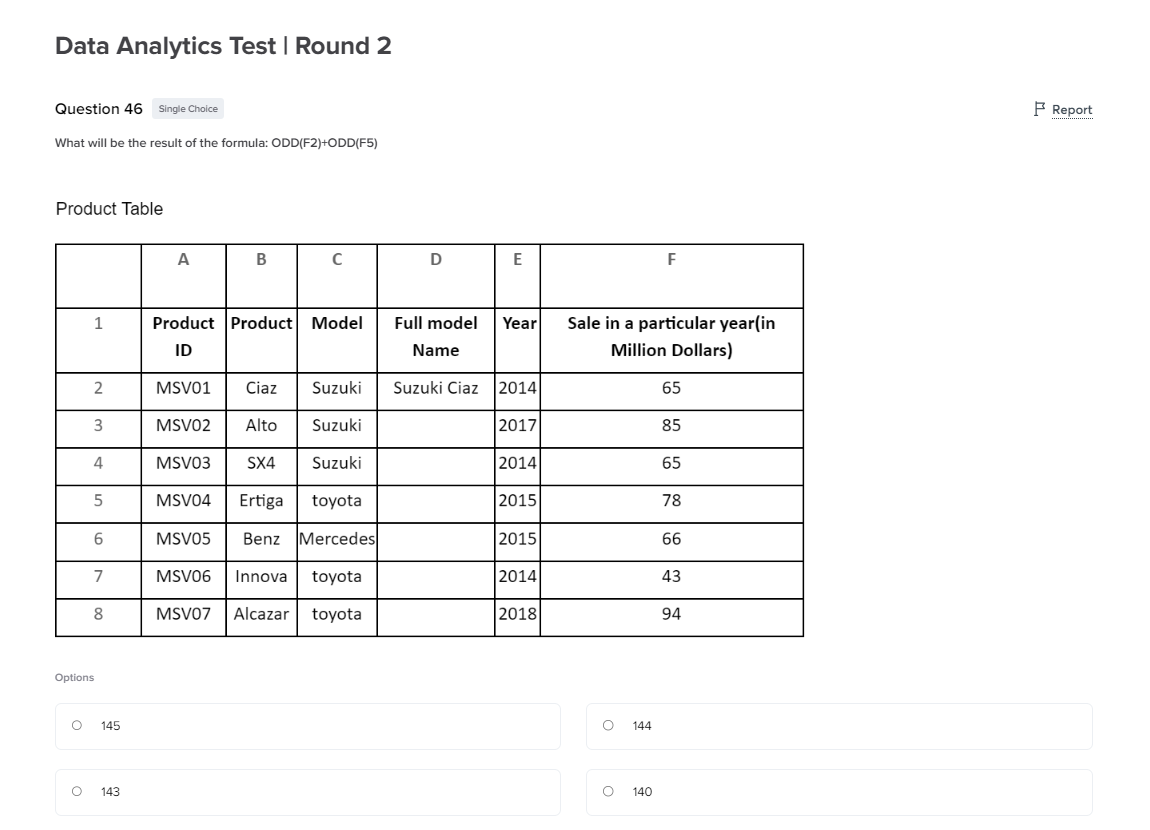 Data Analytics Test | Round 2
Question 46 Single Choice Report
What will be the result of the formula: ODD(F2)+ODD(F5)
Product Table
A B C D E F
1 Product ID Product Model Full model Name Year Sale in a particular year(in Million Dollars)
2 MSV01 Ciaz Suzuki Suzuki Ciaz 2014 65
3 MSV02 Alto Suzuki 2017 85
4 MSV03 SX4 Suzuki 2014 65
5 MSV04 Ertiga toyota 2015 78
6 MSV05 Benz Mercedes 2015 66
7 MSV06 Innova toyota 2014 43
8 MSV07 Alcazar toyota 2018 94
Options
145 144
143 140